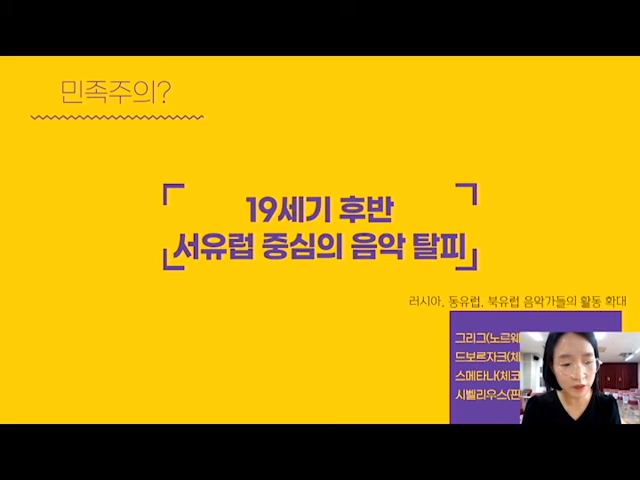 민족주의?
19세기 후반
서유럽 중심의 음악 탈피
러시아, 동유럽, 북유럽 음악가들의 활동 확대
그리그(노르웨
드보르자크(체
스메타나(체코
시벨리우스(핀